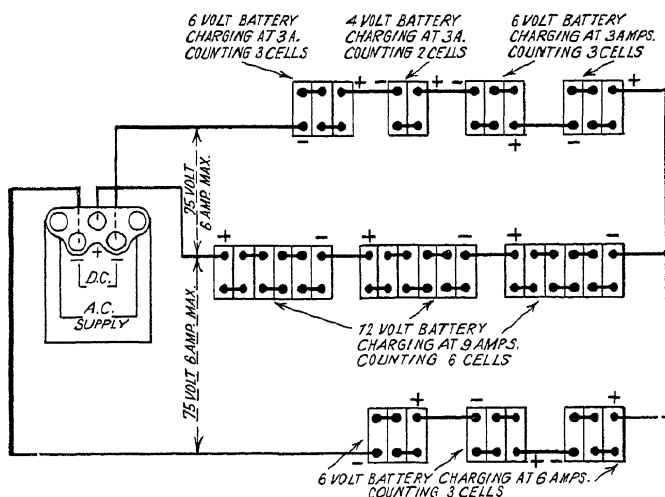 6 VOLT BATTERY
CHARGING AT 3 A.
COUNTING 3 CELLS
4 VOLT BATTERY
CHARGING AT 3 A.
COUNTING 2 CELLS
6 VOLT BATTERY
CHARGING AT 3 AMPS.
COUNTING 3 CELLS
+ − + − +
− + −
75 VOLT
6 AMP. MAX.
+ − + − + −
− + −
D.C.
A.C.
SUPPLY
12 VOLT BATTERY
CHARGING AT 9 AMPS.
COUNTING 6 CELLS
75 VOLT 6 AMP. MAX.
+ − +
− + −
6 VOLT BATTERY CHARGING AT 6 AMPS.
COUNTING 3 CELLS